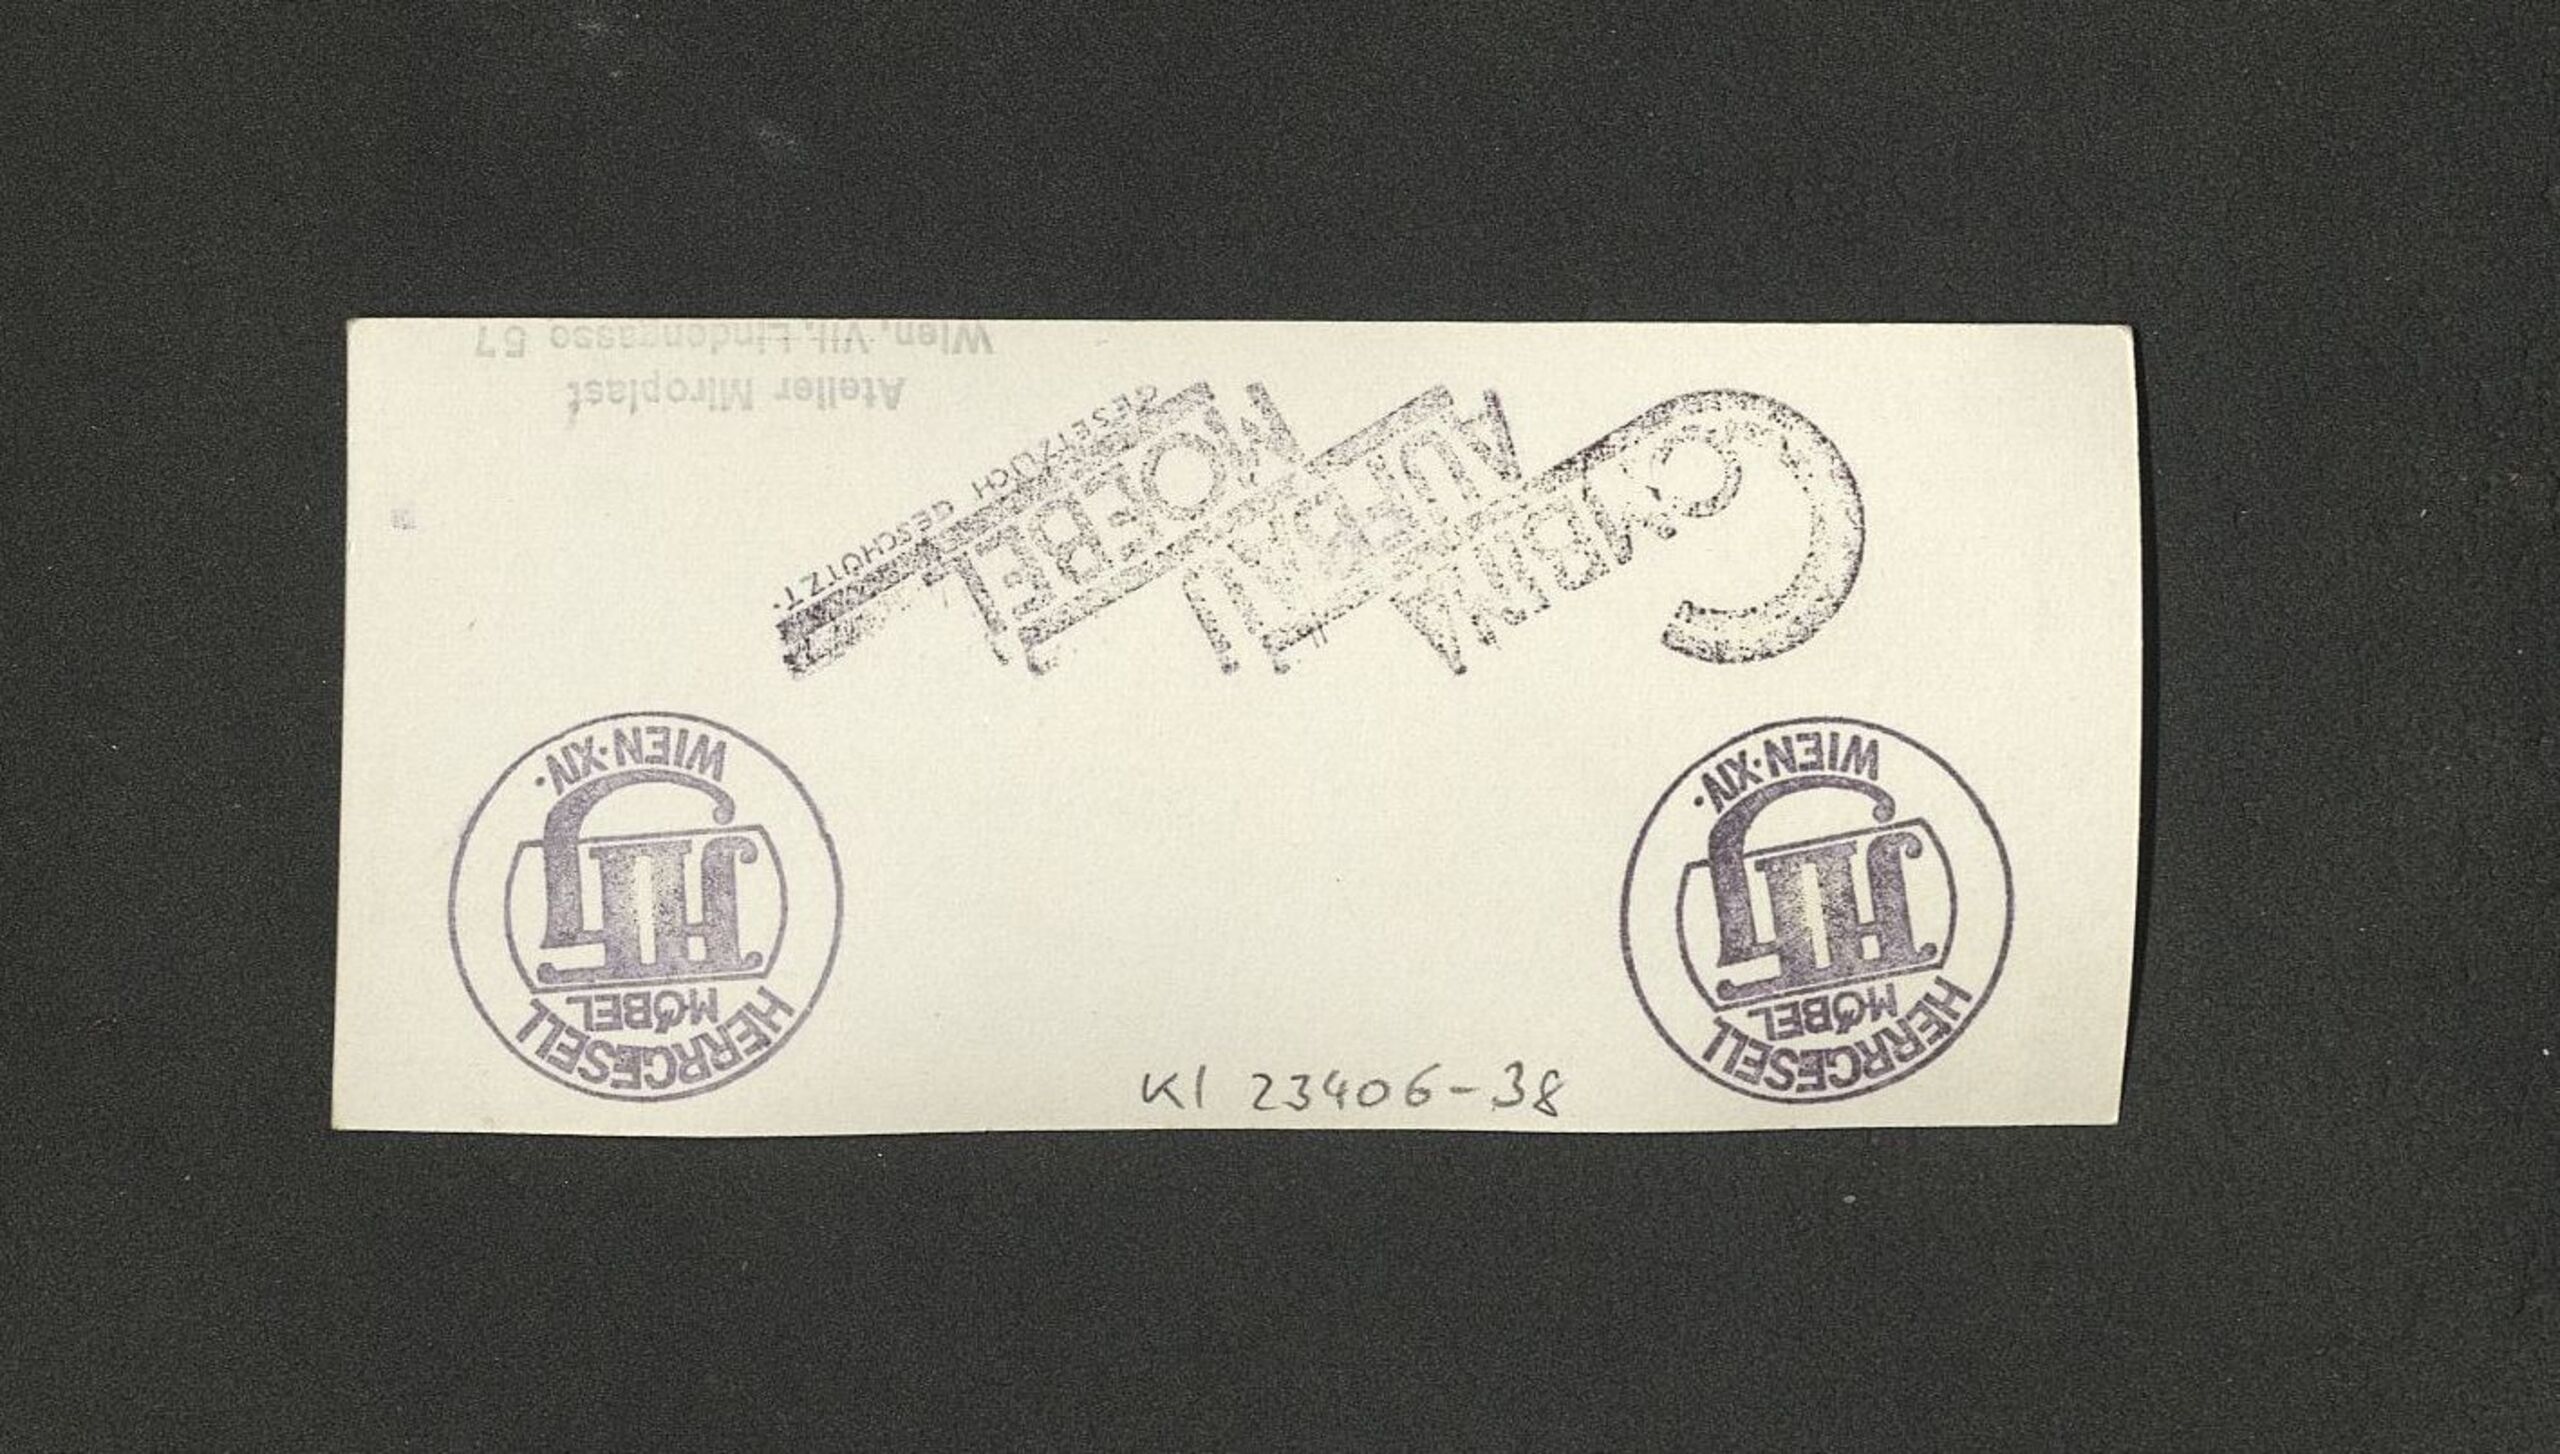 Atelier Miroplast
Wien, VII. Lindengasse 57
COMBINA
AUFBAU
MOEBEL
GESETZLICH GESCHÜTZT.
HERRGESELL
MÖBEL
WIEN·XIV·
HERRGESELL
MÖBEL
WIEN·XIV·
KI 23406-38